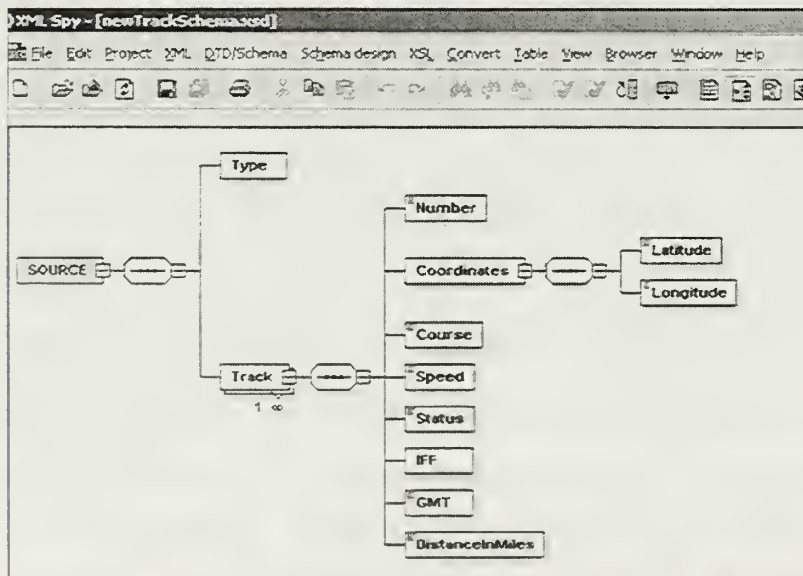 XML Spy - [newTrackSchema.xsd]
File Edit Project XML DTD/Schema Schema design XSL Convert Table View Browser Window Help
Type
Number
SOURCE
Coordinates
Latitude
Longitude
Course
Track
Speed
1 ∞
Status
IFF
GMT
DistanceInMiles